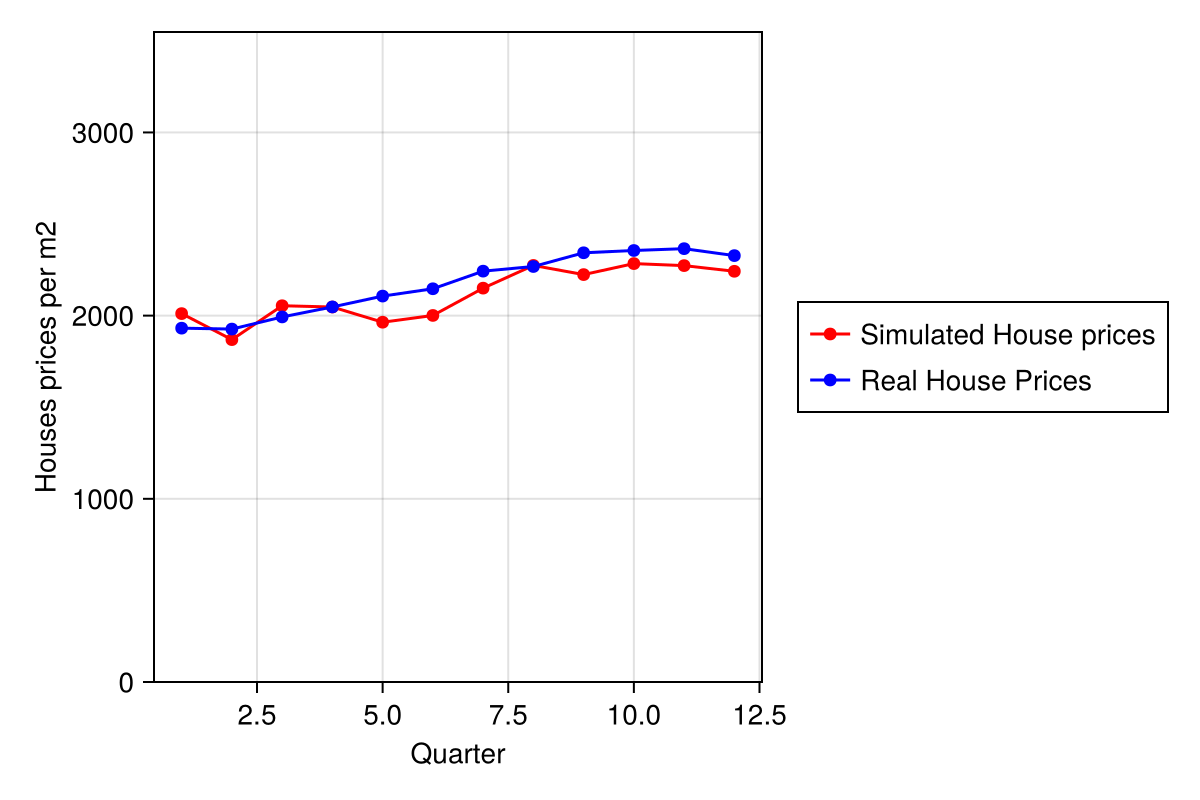 Houses prices per m2
3000
2000
1000
0
2.5 5.0 7.5 10.0 12.5
Quarter
Simulated House prices
Real House Prices